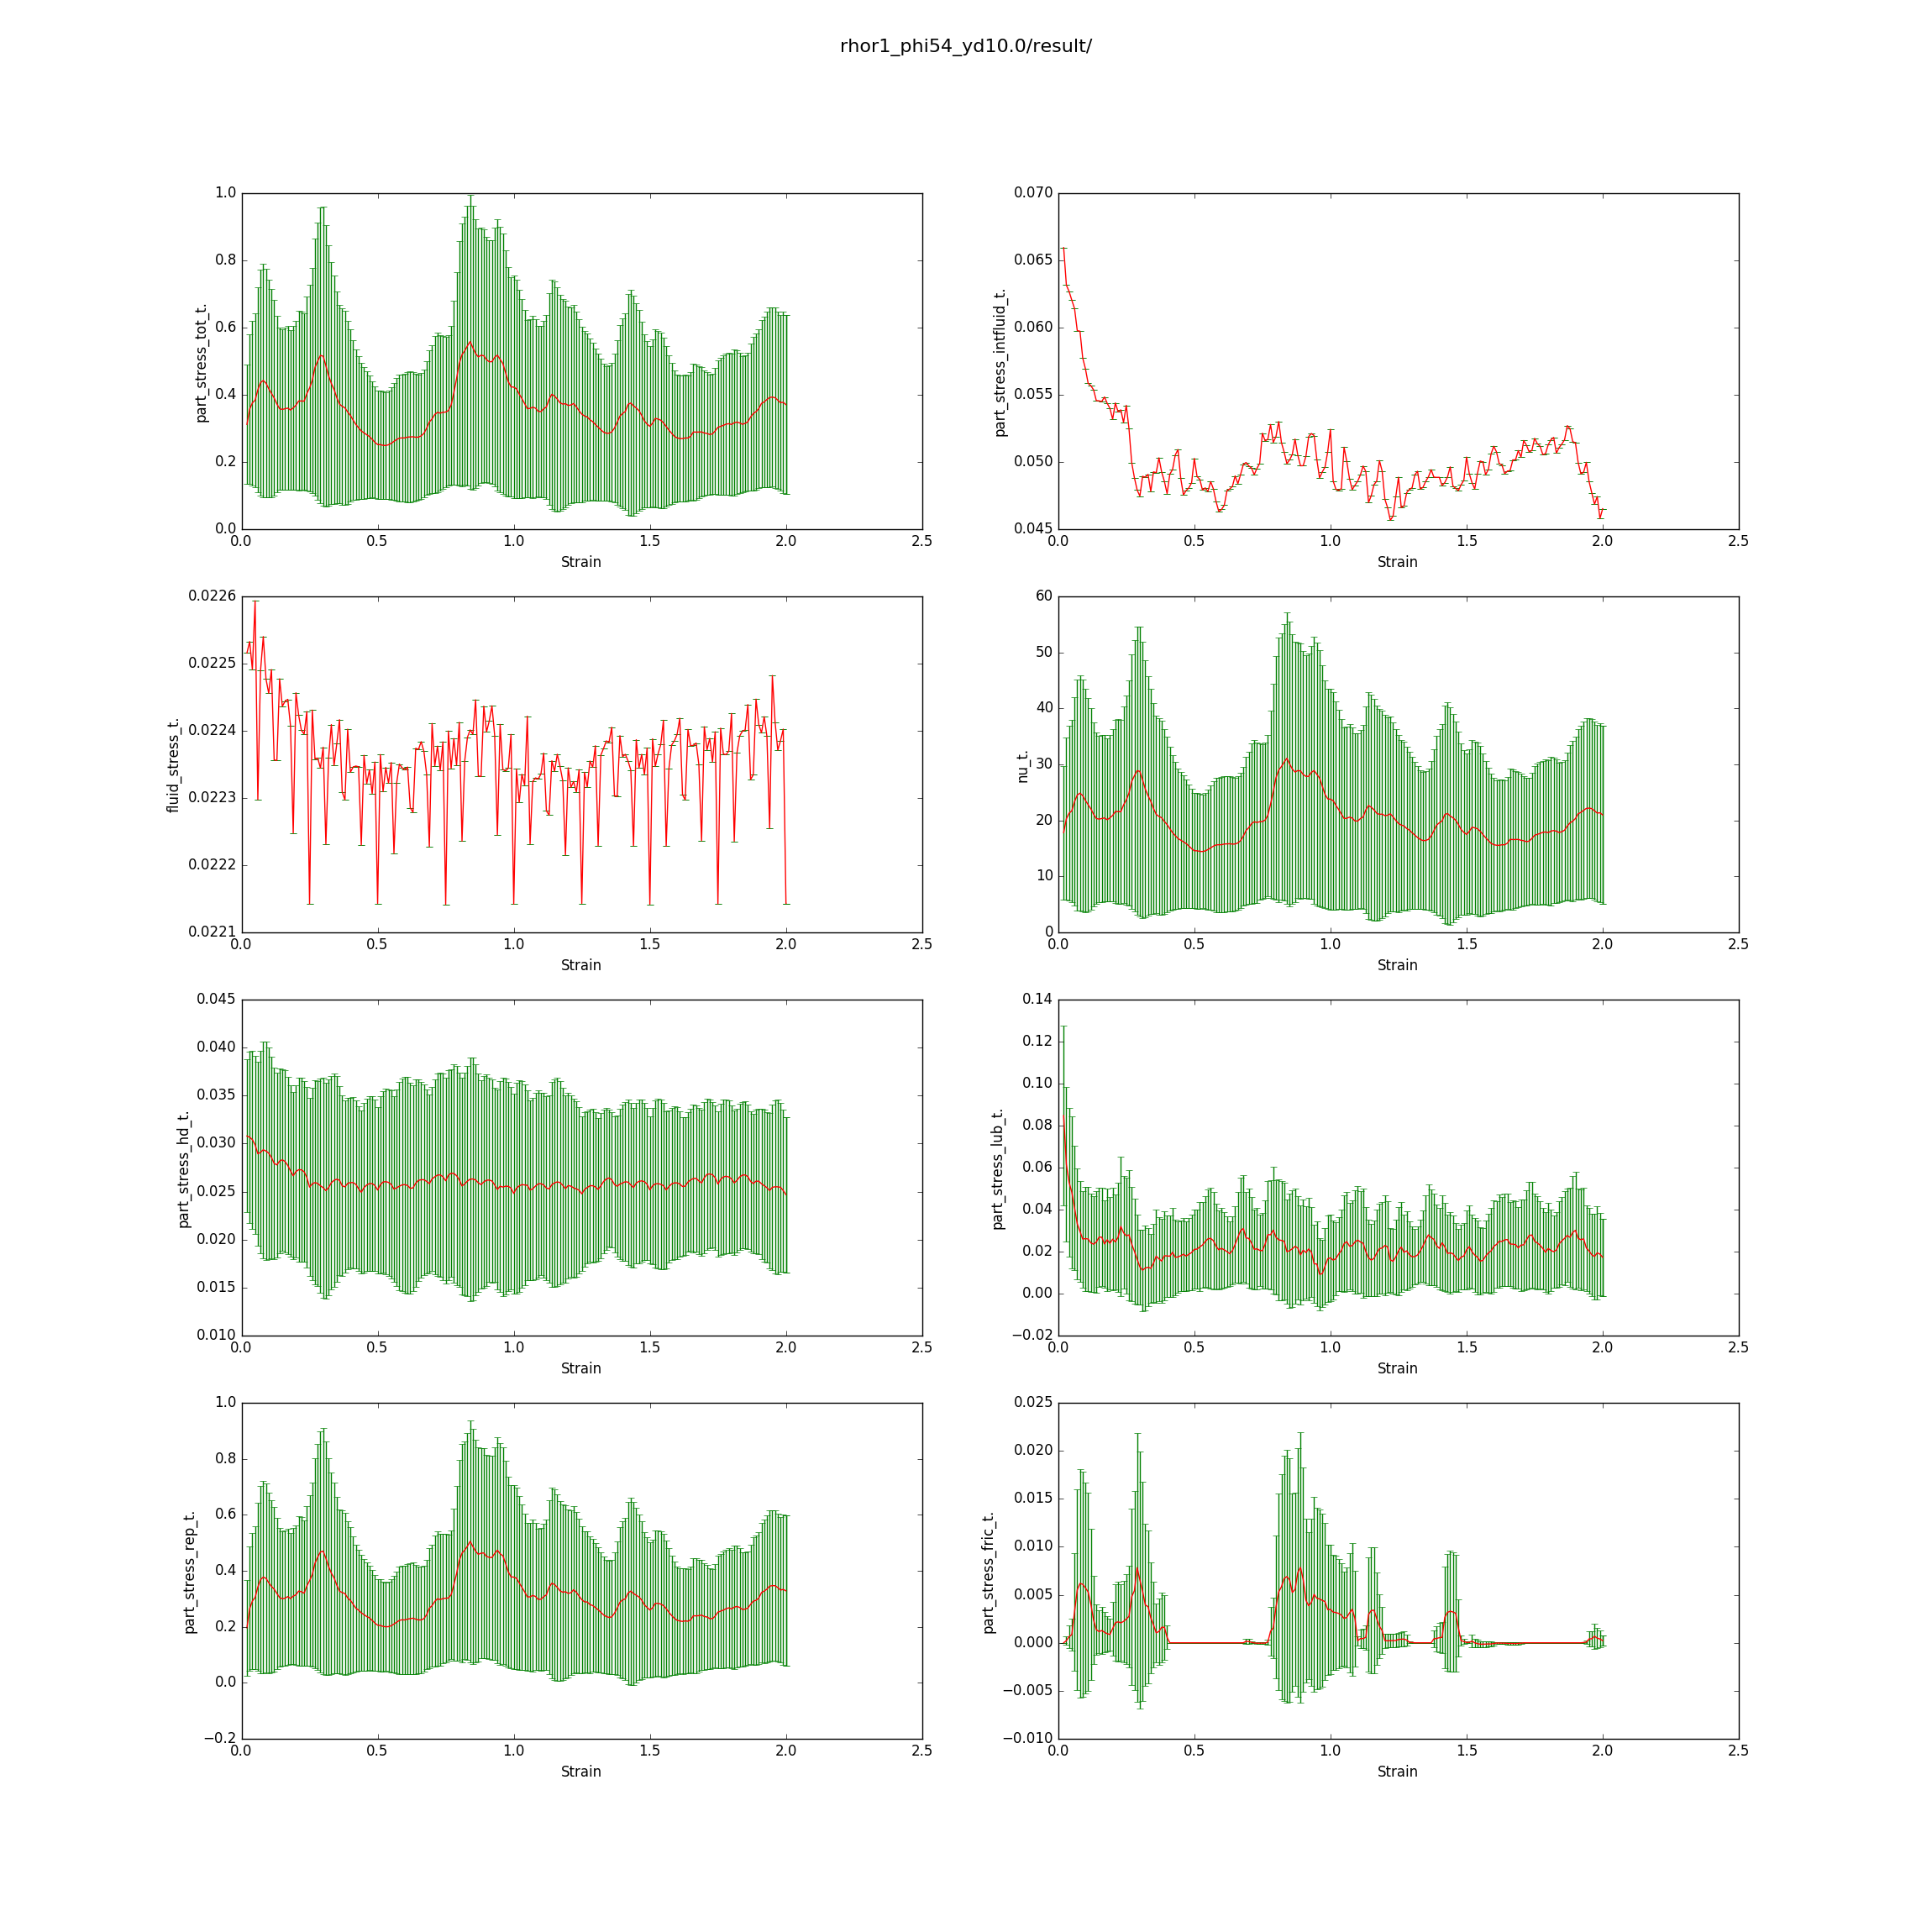 rhor1_phi54_yd10.0/result/
part_stress_tot_t.
1.0
0.8
0.6
0.4
0.2
0.0
0.0 0.5 1.0 1.5 2.0 2.5
Strain
part_stress_intfluid_t.
0.070
0.065
0.060
0.055
0.050
0.045
0.0 0.5 1.0 1.5 2.0 2.5
Strain
fluid_stress_t.
0.0226
0.0225
0.0224
0.0223
0.0222
0.0221
0.0 0.5 1.0 1.5 2.0 2.5
Strain
nu_t.
60
50
40
30
20
10
0
0.0 0.5 1.0 1.5 2.0 2.5
Strain
part_stress_hd_t.
0.045
0.040
0.035
0.030
0.025
0.020
0.015
0.010
0.0 0.5 1.0 1.5 2.0 2.5
Strain
part_stress_lub_t.
0.14
0.12
0.10
0.08
0.06
0.04
0.02
0.00
−0.02
0.0 0.5 1.0 1.5 2.0 2.5
Strain
part_stress_rep_t.
1.0
0.8
0.6
0.4
0.2
0.0
−0.2
0.0 0.5 1.0 1.5 2.0 2.5
Strain
part_stress_fric_t.
0.025
0.020
0.015
0.010
0.005
0.000
−0.005
−0.010
0.0 0.5 1.0 1.5 2.0 2.5
Strain